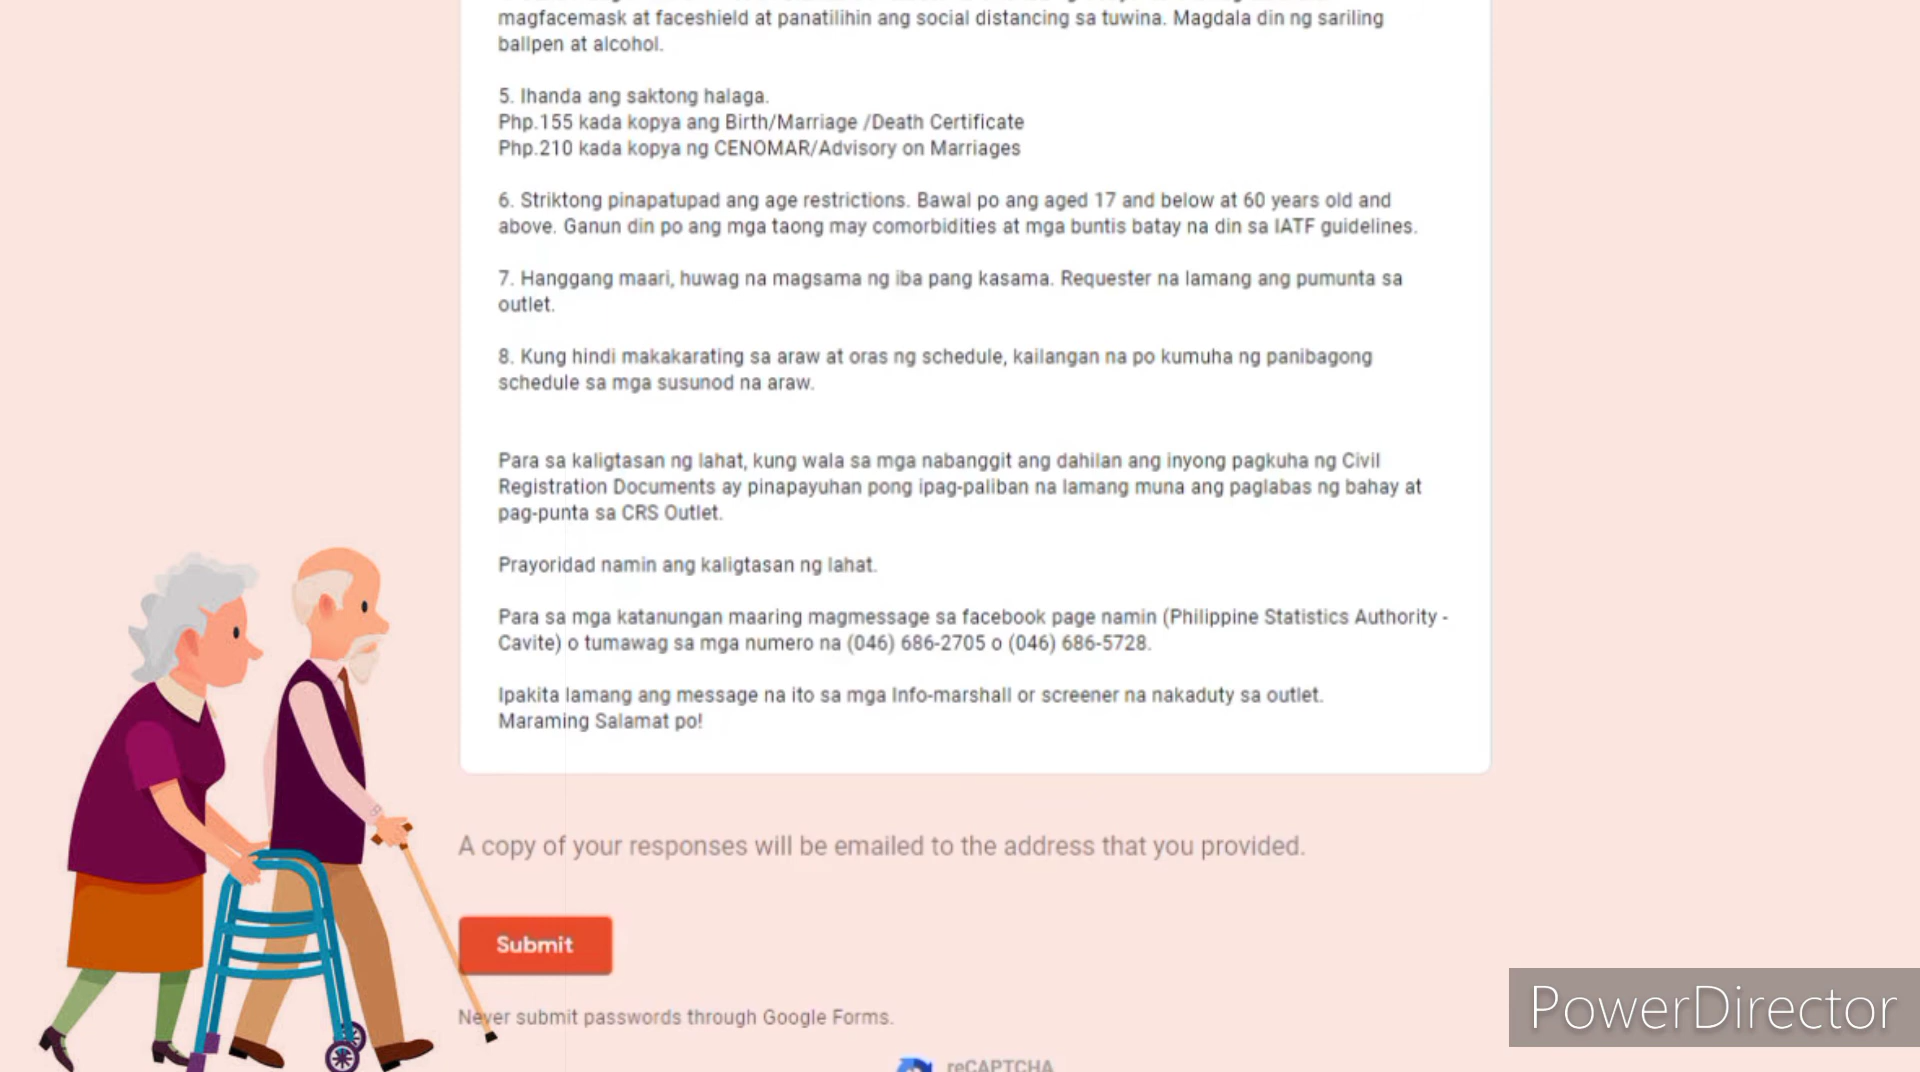 magfacemask at faceshield at panatilihin ang social distancing sa tuwina. Magdala din ng sariling
ballpen at alcohol.
5. Ihanda ang saktong halaga.
Php.155 kada kopya ang Birth/Marriage /Death Certificate
Php.210 kada kopya ng CENOMAR/Advisory on Marriages
6. Striktong pinapatupad ang age restrictions. Bawal po ang aged 17 and below at 60 years old and
above. Ganun din po ang mga taong may comorbidities at mga buntis batay na din sa IATF guidelines.
7. Hanggang maari, huwag na magsama ng iba pang kasama. Requester na lamang ang pumunta sa
outlet.
8. Kung hindi makakarating sa araw at oras ng schedule, kailangan na po kumuha ng panibagong
schedule sa mga susunod na araw.
Para sa kaligtasan ng lahat, kung wala sa mga nabanggit ang dahilan ang inyong pagkuha ng Civil
Registration Documents ay pinapayuhan pong ipag-paliban na lamang muna ang paglabas ng bahay at
pag-punta sa CRS Outlet.
Prayoridad namin ang kaligtasan ng lahat.
Para sa mga katanungan maaring magmessage sa facebook page namin (Philippine Statistics Authority -
Cavite) o tumawag sa mga numero na (046) 686-2705 o (046) 686-5728.
Ipakita lamang ang message na ito sa mga Info-marshall or screener na nakaduty sa outlet.
Maraming Salamat po!
A copy of your responses will be emailed to the address that you provided.
Submit
Never submit passwords through Google Forms.
PowerDirector
reCAPTCHA